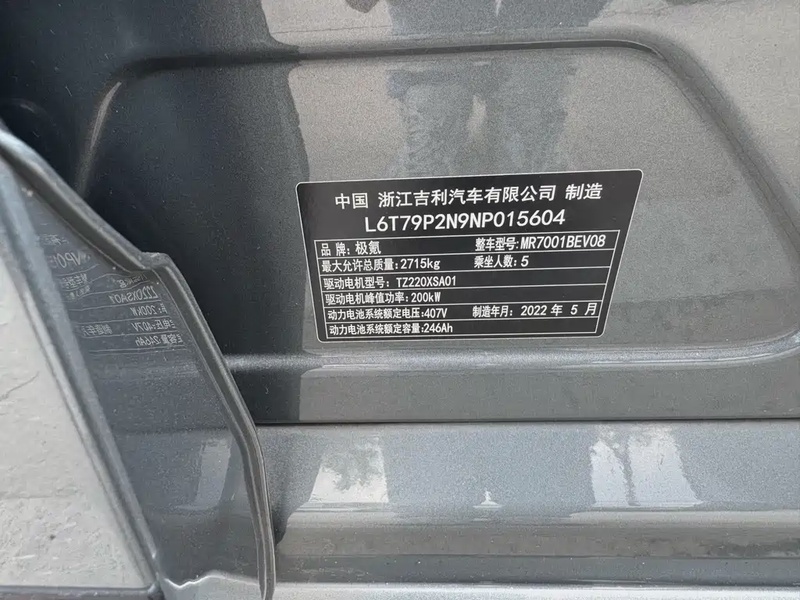 中国 浙江吉利汽车有限公司 制造
L6T79P2N9NP015604
品牌:极氪 整车型号:MR7001BEV08
最大允许总质量:2715kg 乘坐人数:5
驱动电机型号:TZ220XSA01
驱动电机峰值功率:200kW
动力电池系统额定电压:407V 制造年月:2022 年 5 月
动力电池系统额定容量:246Ah